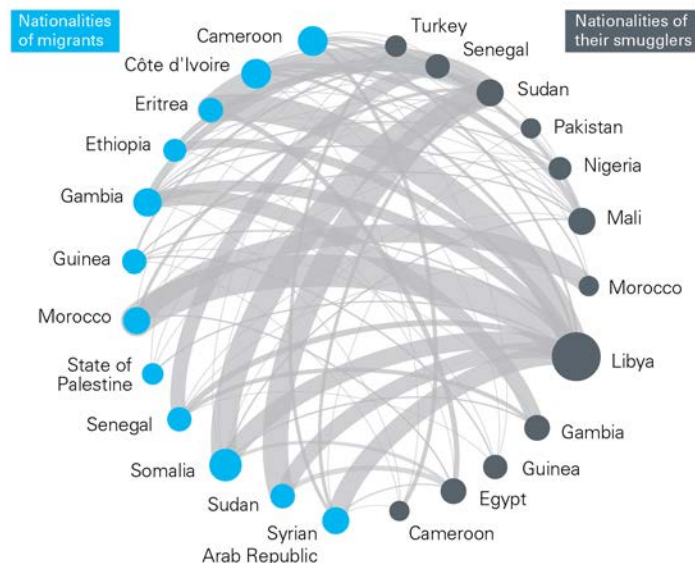 Nationalities
of migrants
Nationalities of
their smugglers
Cameroon
Côte d'Ivoire
Eritrea
Ethiopia
Gambia
Guinea
Morocco
State of
Palestine
Senegal
Somalia
Sudan
Syrian
Arab Republic
Turkey
Senegal
Sudan
Pakistan
Nigeria
Mali
Morocco
Libya
Gambia
Guinea
Egypt
Cameroon